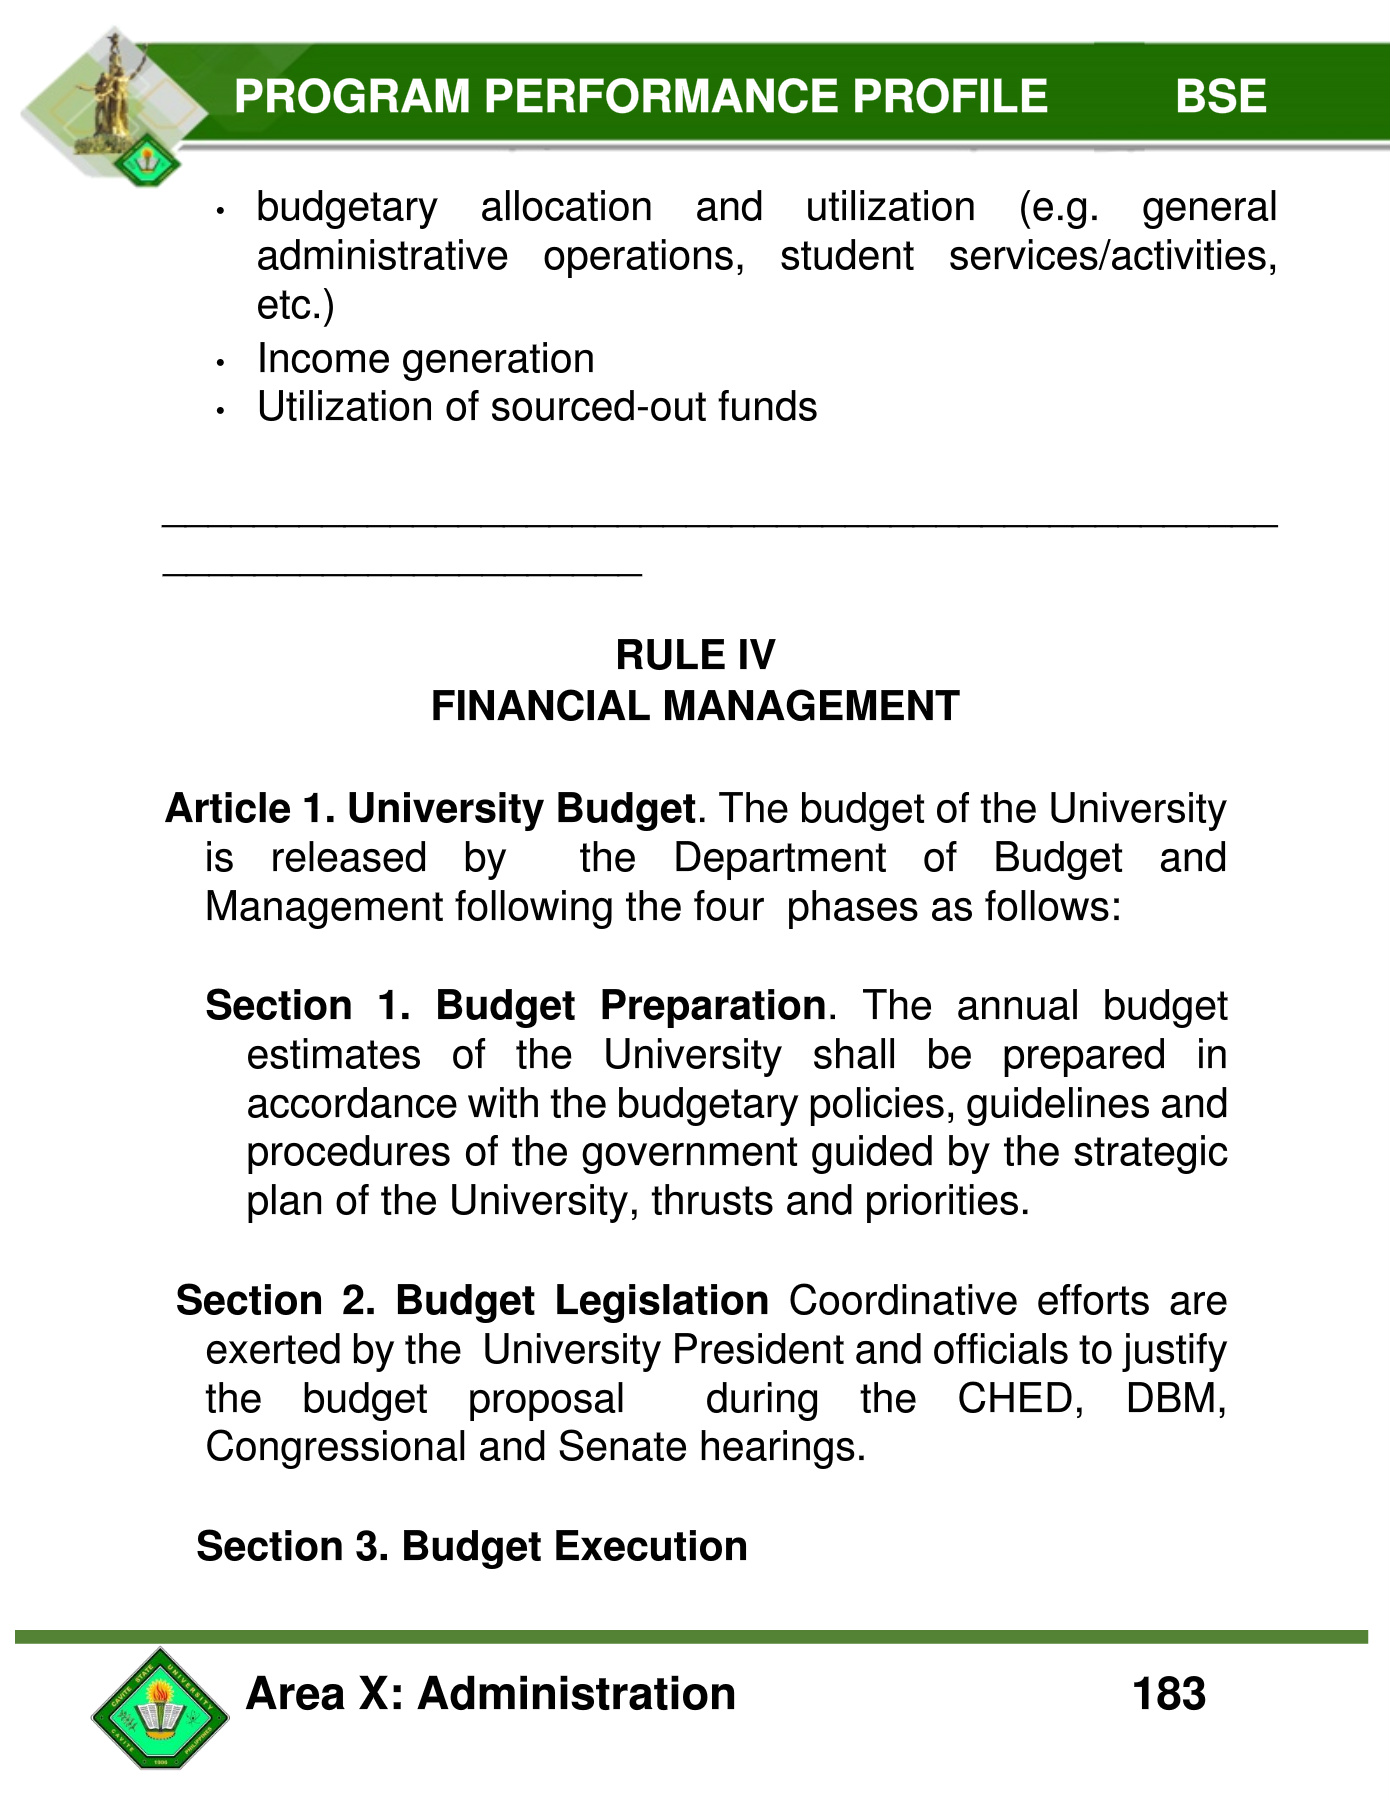 PROGRAM PERFORMANCE PROFILE BSE
• budgetary allocation and utilization (e.g. general
administrative operations, student services/activities,
etc.)
• Income generation
• Utilization of sourced-out funds
RULE IV
FINANCIAL MANAGEMENT
Article 1. University Budget. The budget of the University
is released by the Department of Budget and
Management following the four phases as follows:
Section 1. Budget Preparation. The annual budget
estimates of the University shall be prepared in
accordance with the budgetary policies, guidelines and
procedures of the government guided by the strategic
plan of the University, thrusts and priorities.
Section 2. Budget Legislation Coordinative efforts are
exerted by the University President and officials to justify
the budget proposal during the CHED, DBM,
Congressional and Senate hearings.
Section 3. Budget Execution
CAVITE STATE UNIVERSITY
CAVITE PHILIPPINES
1906
Area X: Administration 183